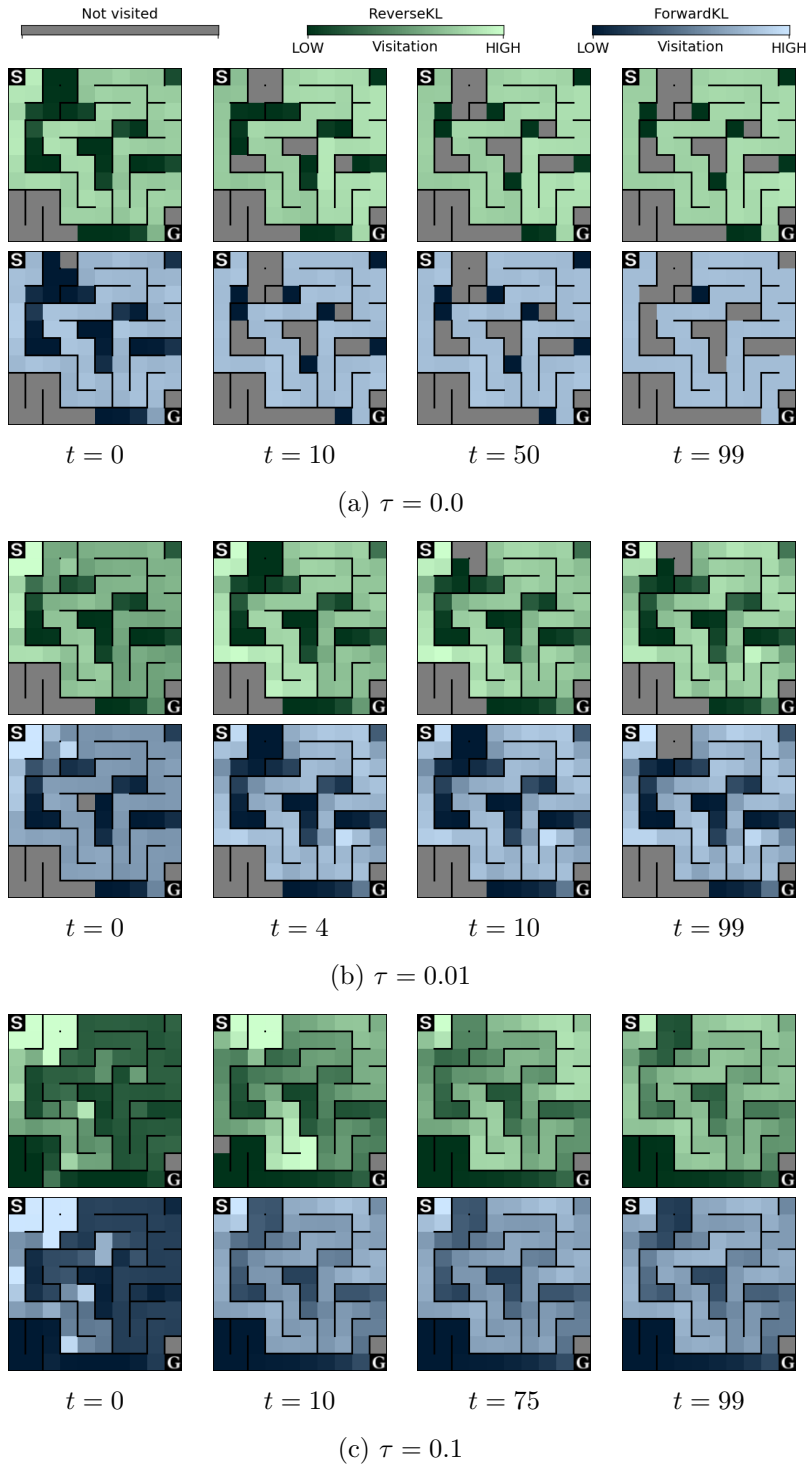 Not visited ReverseKL ForwardKL
LOW Visitation HIGH LOW Visitation HIGH
S S S S
G G G G
S S S S
G G G G
t = 0 t = 10 t = 50 t = 99
(a) τ = 0.0
S S S S
G G G G
S S S S
G G G G
t = 0 t = 4 t = 10 t = 99
(b) τ = 0.01
S S S S
G G G G
S S S S
G G G G
t = 0 t = 10 t = 75 t = 99
(c) τ = 0.1